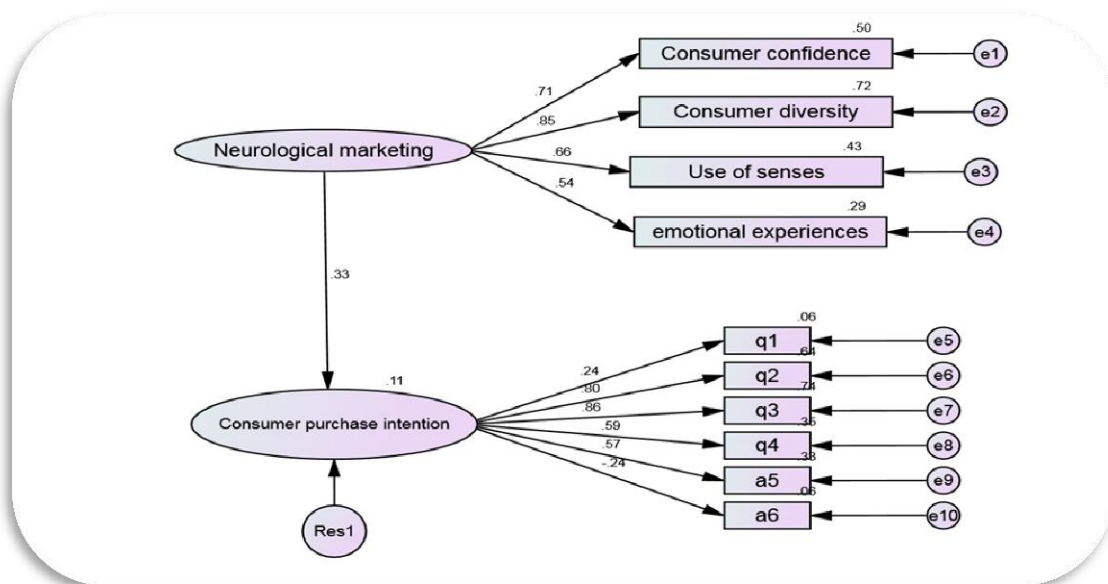 .50
Consumer confidence
e1
.71
.72
Consumer diversity
e2
.85
Neurological marketing
.66
.43
Use of senses
e3
.54
.29
emotional experiences
e4
.33
.06
q1
e5
.24
.64
q2
e6
.80
.74
q3
e7
.86
.35
q4
e8
.59
.33
a5
e9
.57
.06
a6
e10
-.24
.11
Consumer purchase intention
Res1